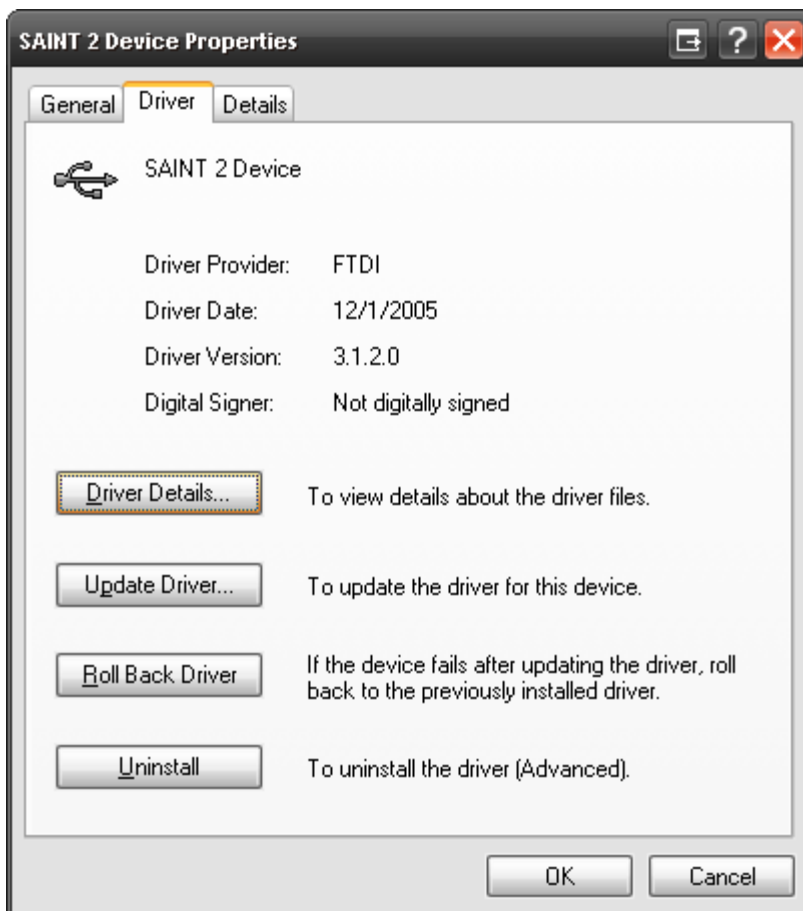 SAINT 2 Device Properties
?
General Driver Details
SAINT 2 Device
Driver Provider: FTDI
Driver Date: 12/1/2005
Driver Version: 3.1.2.0
Digital Signer: Not digitally signed
Driver Details... To view details about the driver files.
Update Driver... To update the driver for this device.
Roll Back Driver If the device fails after updating the driver, roll
back to the previously installed driver.
Uninstall To uninstall the driver (Advanced).
OK Cancel